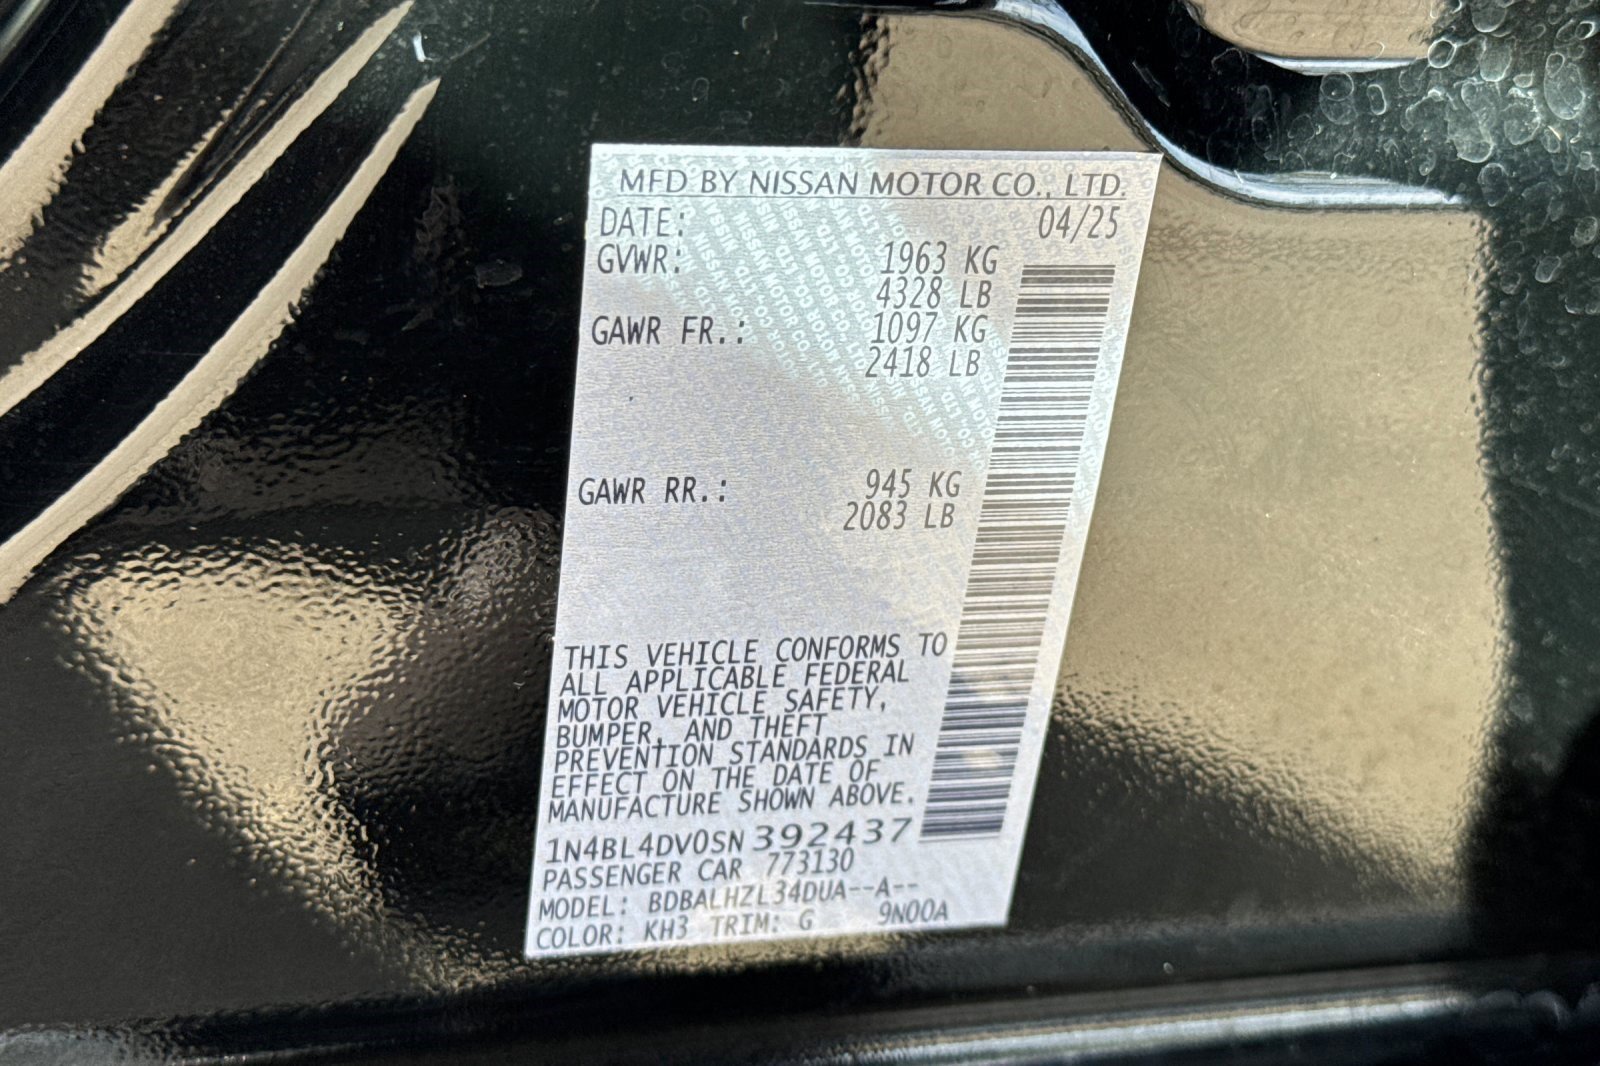 MFD BY NISSAN MOTOR CO., LTD.
DATE: 04/25
GVWR: 1963 KG
4328 LB
GAWR FR.: 1097 KG
2418 LB
GAWR RR.: 945 KG
2083 LB
THIS VEHICLE CONFORMS TO
ALL APPLICABLE FEDERAL
MOTOR VEHICLE SAFETY,
BUMPER, AND THEFT
PREVENTION STANDARDS IN
EFFECT ON THE DATE OF
MANUFACTURE SHOWN ABOVE.
1N4BL4DV0SN392437
PASSENGER CAR 773130
MODEL: BDBALHZL34DUA--A--
COLOR: KH3 TRIM: G 9N00A